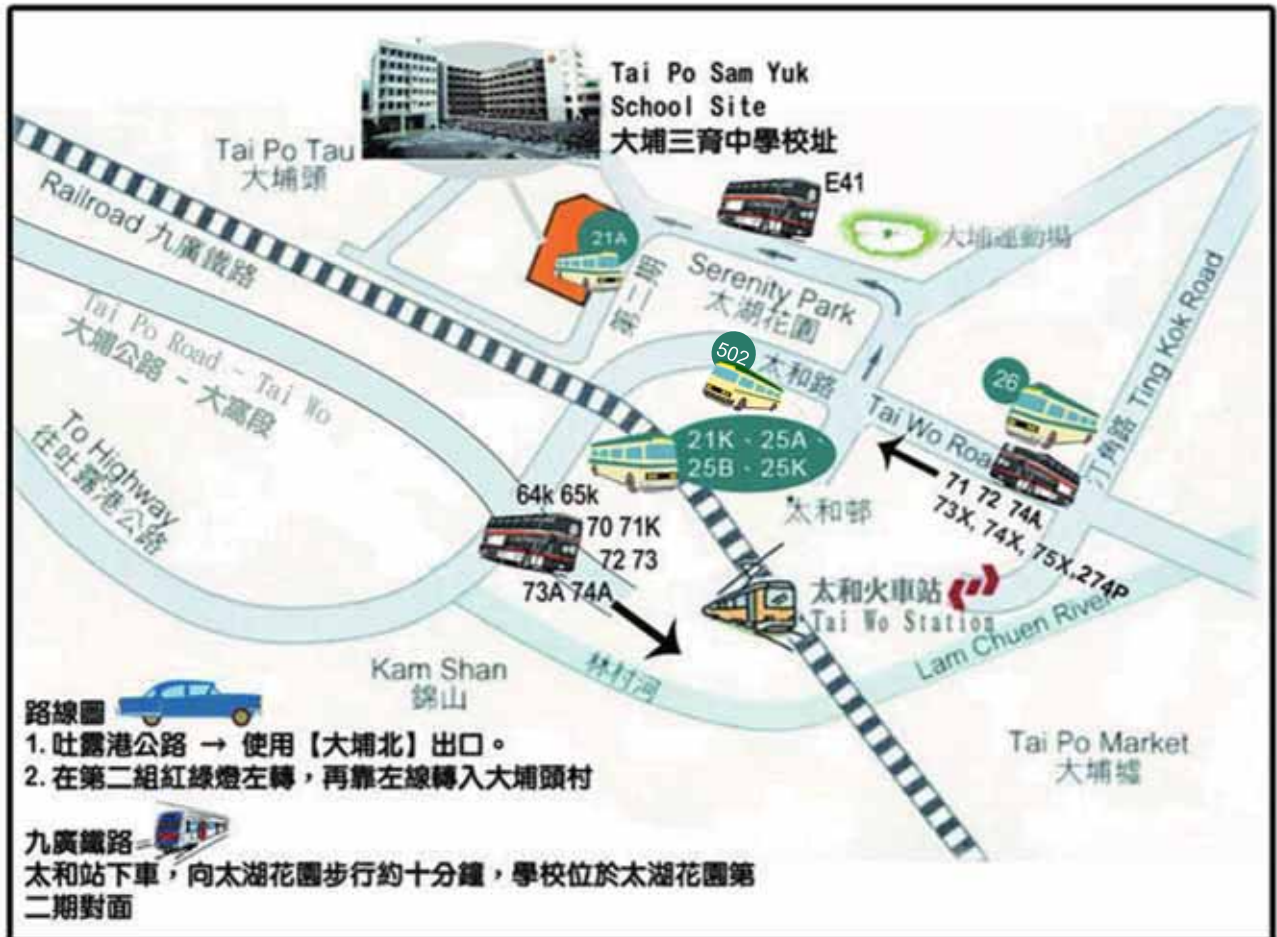 Tai Po Sam Yuk
School Site
大埔三育中學校址
Tai Po Tau
大埔頭
E41
Railroad 九廣鐵路
21A
大埔運動場
第二期
Serenity Park
太湖花園
Tai Po Road - Tai Wo
大埔公路 - 大窩段
502
太和路
26
汀角路 Ting Kok Road
To Highway
往吐露港公路
Tai Wo Roa
21K、25A、
25B、25K
71 72 74A,
73X, 74X, 75X,274P
64k 65k
70 71K
72 73
73A 74A
太和邨
太和火車站
Tai Wo Station
Lam Chuen River
林村河
Kam Shan
錦山
Tai Po Market
大埔墟
路線圖
1. 吐露港公路 → 使用【大埔北】出口。
2. 在第二組紅綠燈左轉，再靠左線轉入大埔頭村
九廣鐵路
太和站下車，向太湖花園步行約十分鐘，學校位於太湖花園第
二期對面